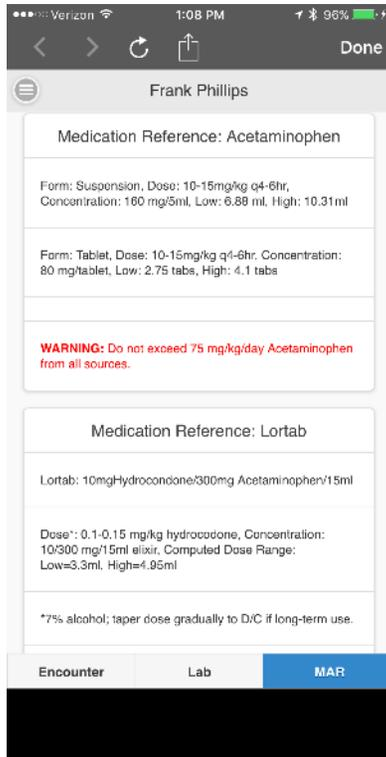 Verizon 1:08 PM 96%
Done
Frank Phillips
Medication Reference: Acetaminophen
Form: Suspension, Dose: 10-15mg/kg q4-6hr,
Concentration: 160 mg/5ml, Low: 6.88 ml, High: 10.31ml
Form: Tablet, Dose: 10-15mg/kg q4-6hr. Concentration:
80 mg/tablet, Low: 2.75 tabs, High: 4.1 tabs
WARNING: Do not exceed 75 mg/kg/day Acetaminophen
from all sources.
Medication Reference: Lortab
Lortab: 10mgHydrocondone/300mg Acetaminophen/15ml
Dose*: 0.1-0.15 mg/kg hydrocodone, Concentration:
10/300 mg/15ml elixir, Computed Dose Range:
Low=3.3ml, High=4.95ml
*7% alcohol; taper dose gradually to D/C if long-term use.
Encounter Lab MAR